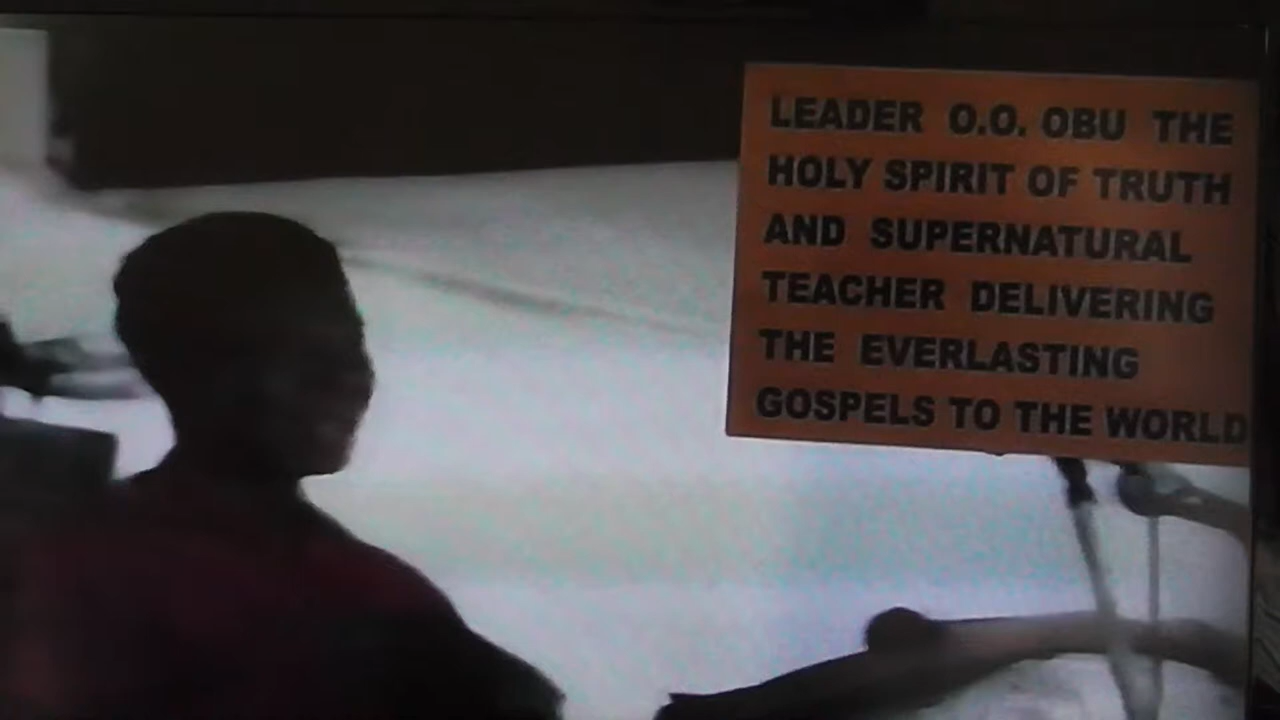 LEADER O.O. OBU THE
HOLY SPIRIT OF TRUTH
AND SUPERNATURAL
TEACHER DELIVERING
THE EVERLASTING
GOSPELS TO THE WORLD